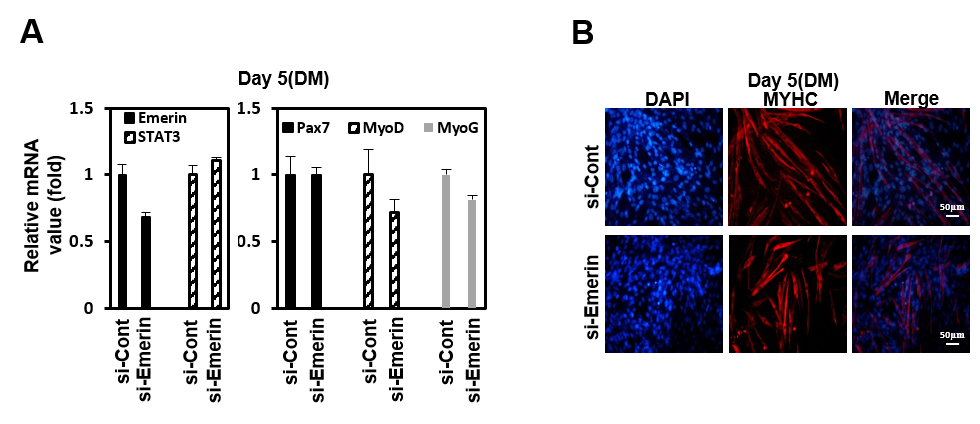 A
Day 5(DM)
Relative mRNA
value (fold)
1.5
1
0.5
0
Emerin
STAT3
si-Cont
si-Emerin
si-Cont
si-Emerin
1.5
1
0.5
0
Pax7
MyoD
MyoG
si-Cont
si-Emerin
si-Cont
si-Emerin
si-Cont
si-Emerin
B
Day 5(DM)
DAPI
MYHC
Merge
si-Cont
50μm
si-Emerin
50μm